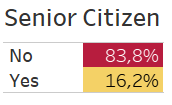 Senior Citizen
No 83,8%
Yes 16,2%